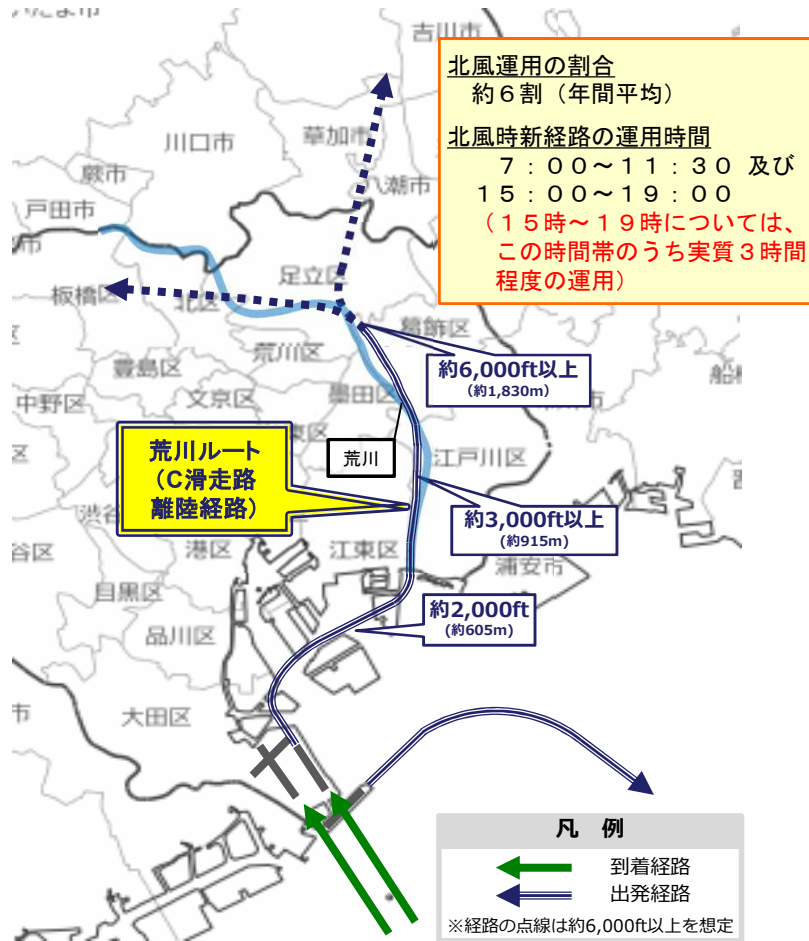 吉川市
北風運用の割合
約6割（年間平均）
北風時新経路の運用時間
7：00～11：30 及び
15：00～19：00
（15時～19時については、
この時間帯のうち実質3時間
程度の運用）
川口市
草加市
蕨市
八潮市
戸田市
足立区
板橋区
北区
葛飾区
荒川区
約6,000ft以上
(約1,830m)
豊島区
墨田区
中野区
文京区
荒川ルート
（C滑走路
離陸経路）
荒川
江戸川区
約3,000ft以上
(約915m)
港区
江東区
浦安市
目黒区
約2,000ft
(約605m)
品川区
大田区
市
凡 例
到着経路
出発経路
※経路の点線は約6,000ft以上を想定